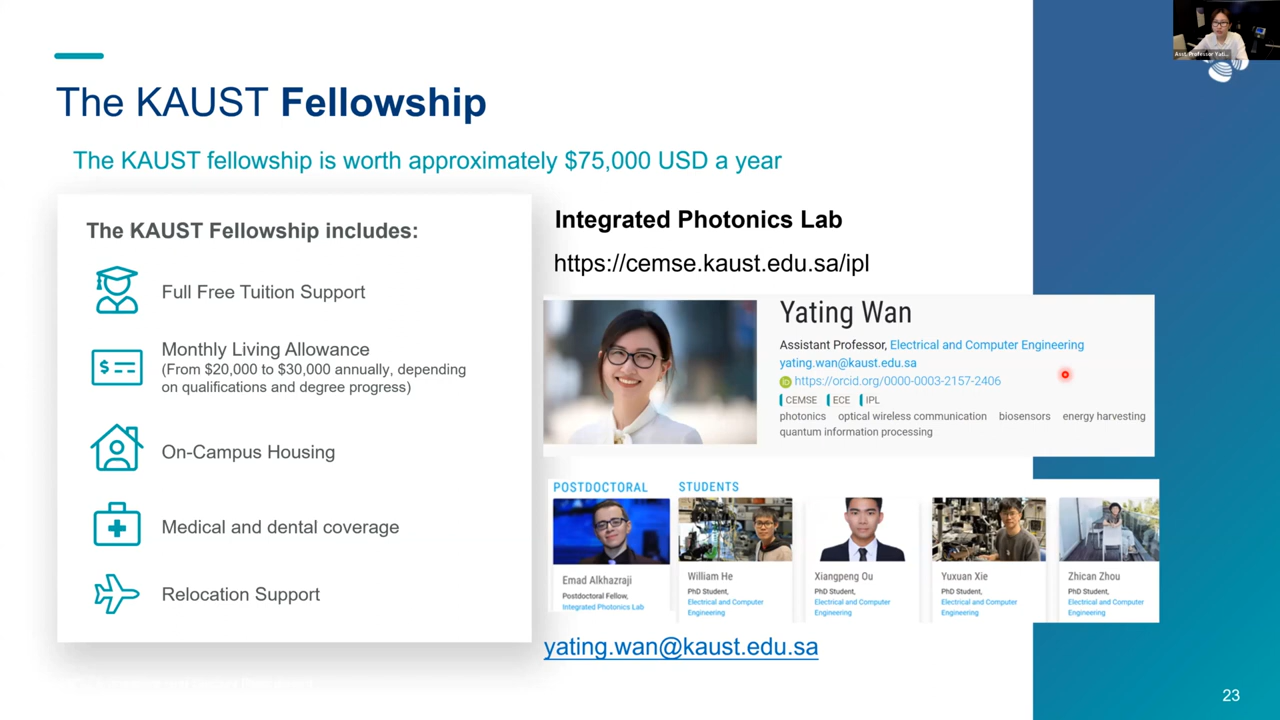 The KAUST Fellowship
The KAUST fellowship is worth approximately $75,000 USD a year
The KAUST Fellowship includes:
Full Free Tuition Support
Monthly Living Allowance
(From $20,000 to $30,000 annually, depending
on qualifications and degree progress)
On-Campus Housing
Medical and dental coverage
Relocation Support
Integrated Photonics Lab
https://cemse.kaust.edu.sa/ipl
Yating Wan
Assistant Professor, Electrical and Computer Engineering
yating.wan@kaust.edu.sa
iD https://orcid.org/0000-0003-2157-2406
CEMSE ECE IPL
photonics optical wireless communication biosensors energy harvesting
quantum information processing
POSTDOCTORAL
Emad Alkhazraji
Postdoctoral Fellow,
Integrated Photonics Lab
STUDENTS
William He
PhD Student,
Electrical and Computer
Engineering
Xiangpeng Ou
PhD Student,
Electrical and Computer
Engineering
Yuxuan Xie
PhD Student,
Electrical and Computer
Engineering
Zhican Zhou
PhD Student,
Electrical and Computer
Engineering
yating.wan@kaust.edu.sa
Asst. Professor Yati...
23